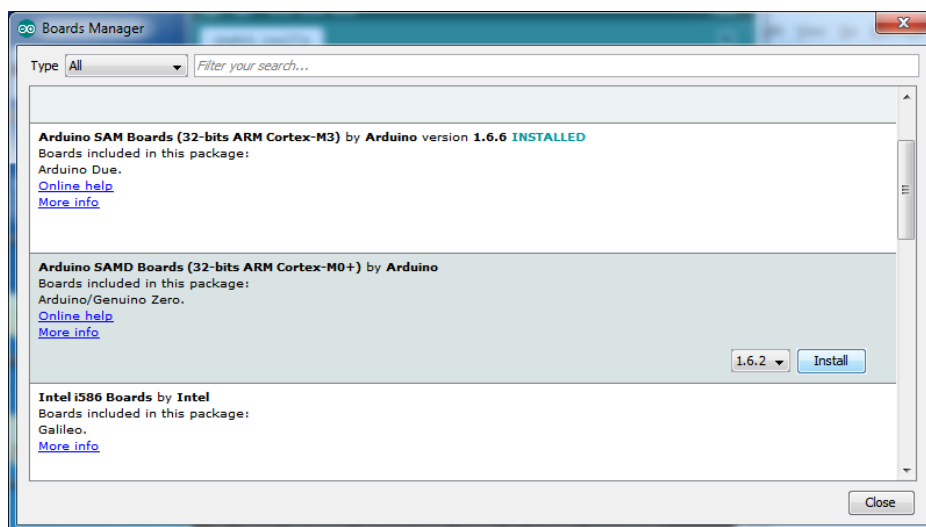 Boards Manager
Type All Filter your search...
Arduino SAM Boards (32-bits ARM Cortex-M3) by Arduino version 1.6.6 INSTALLED
Boards included in this package:
Arduino Due.
Online help
More info
Arduino SAMD Boards (32-bits ARM Cortex-M0+) by Arduino
Boards included in this package:
Arduino/Genuino Zero.
Online help
More info
1.6.2 Install
Intel i586 Boards by Intel
Boards included in this package:
Galileo.
More info
Close